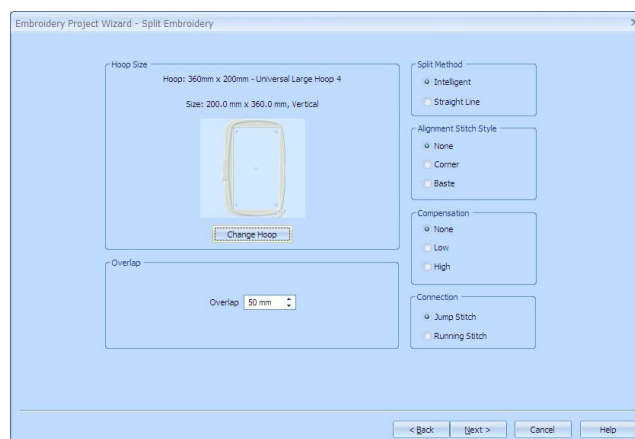 Embroidery Project Wizard - Split Embroidery
Hoop Size
Hoop: 360mm x 200mm - Universal Large Hoop 4
Size: 200.0 mm x 360.0 mm, Vertical
Change Hoop
Overlap
Overlap 50 mm
Split Method
Intelligent
Straight Line
Alignment Stitch Style
None
Corner
Baste
Compensation
None
Low
High
Connection
Jump Stitch
Running Stitch
< Back Next > Cancel Help